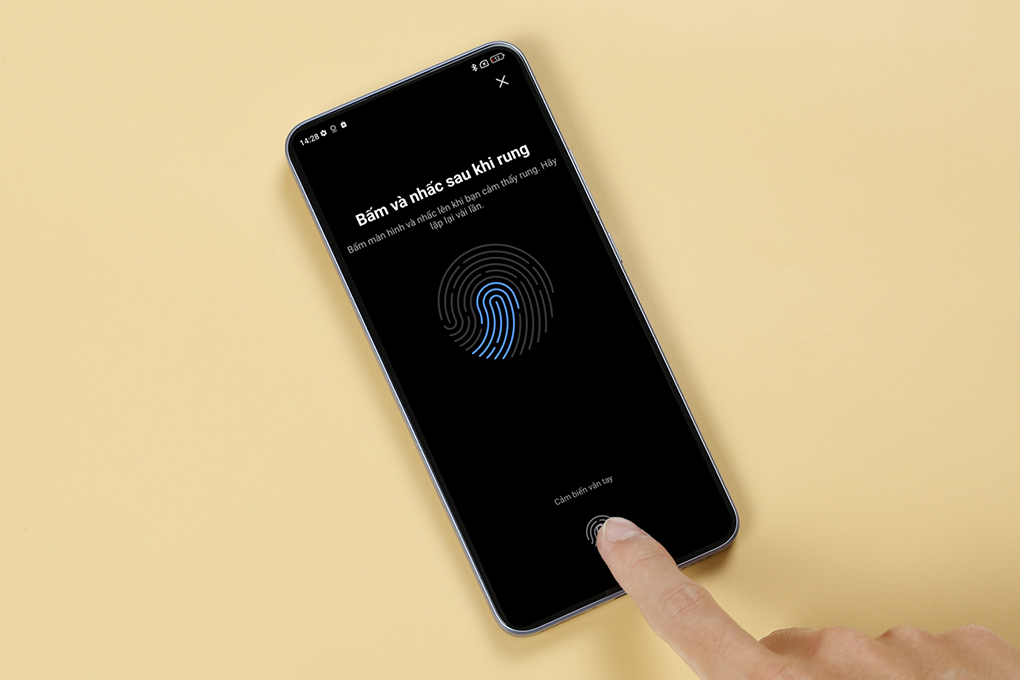 14:28
Bấm và nhấc sau khi rung
Bấm màn hình và nhấc lên khi bạn cảm thấy rung. Hãy
lặp lại vài lần.
Cảm biến vân tay